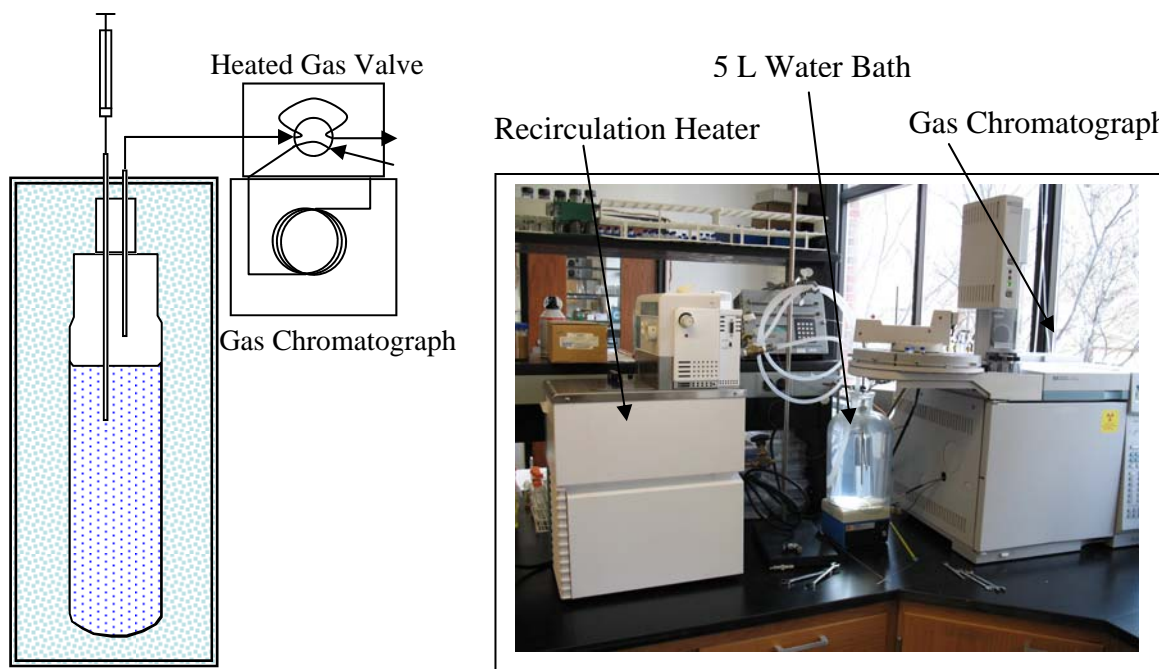 Heated Gas Valve
5 L Water Bath
Recirculation Heater
Gas Chromatograph
Gas Chromatograph